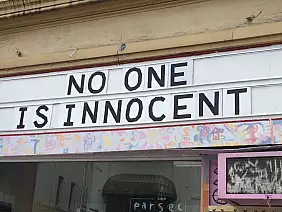 NO ONE
IS INNOCENT
parsec